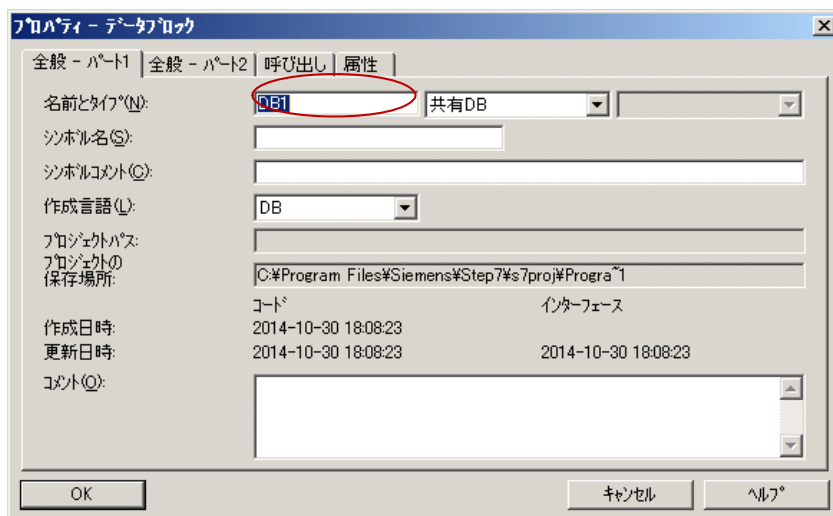 ﾌﾟﾛﾊﾟﾃｨ - ﾃﾞｰﾀﾌﾞﾛｯｸ
全般 - ﾊﾟｰﾄ1 全般 - ﾊﾟｰﾄ2 呼び出し 属性
名前とﾀｲﾌﾟ(N): DB1 共有DB
ｼﾝﾎﾞﾙ名(S):
ｼﾝﾎﾞﾙｺﾒﾝﾄ(C):
作成言語(L): DB
ﾌﾟﾛｼﾞｪｸﾄﾊﾟｽ:
ﾌﾟﾛｼﾞｪｸﾄの
保存場所: C:¥Program Files¥Siemens¥Step7¥s7proj¥Progra~1
ｺｰﾄﾞ ｲﾝﾀｰﾌｪｰｽ
作成日時: 2014-10-30 18:08:23
更新日時: 2014-10-30 18:08:23 2014-10-30 18:08:23
ｺﾒﾝﾄ(O):
OK ｷｬﾝｾﾙ ﾍﾙﾌﾟ